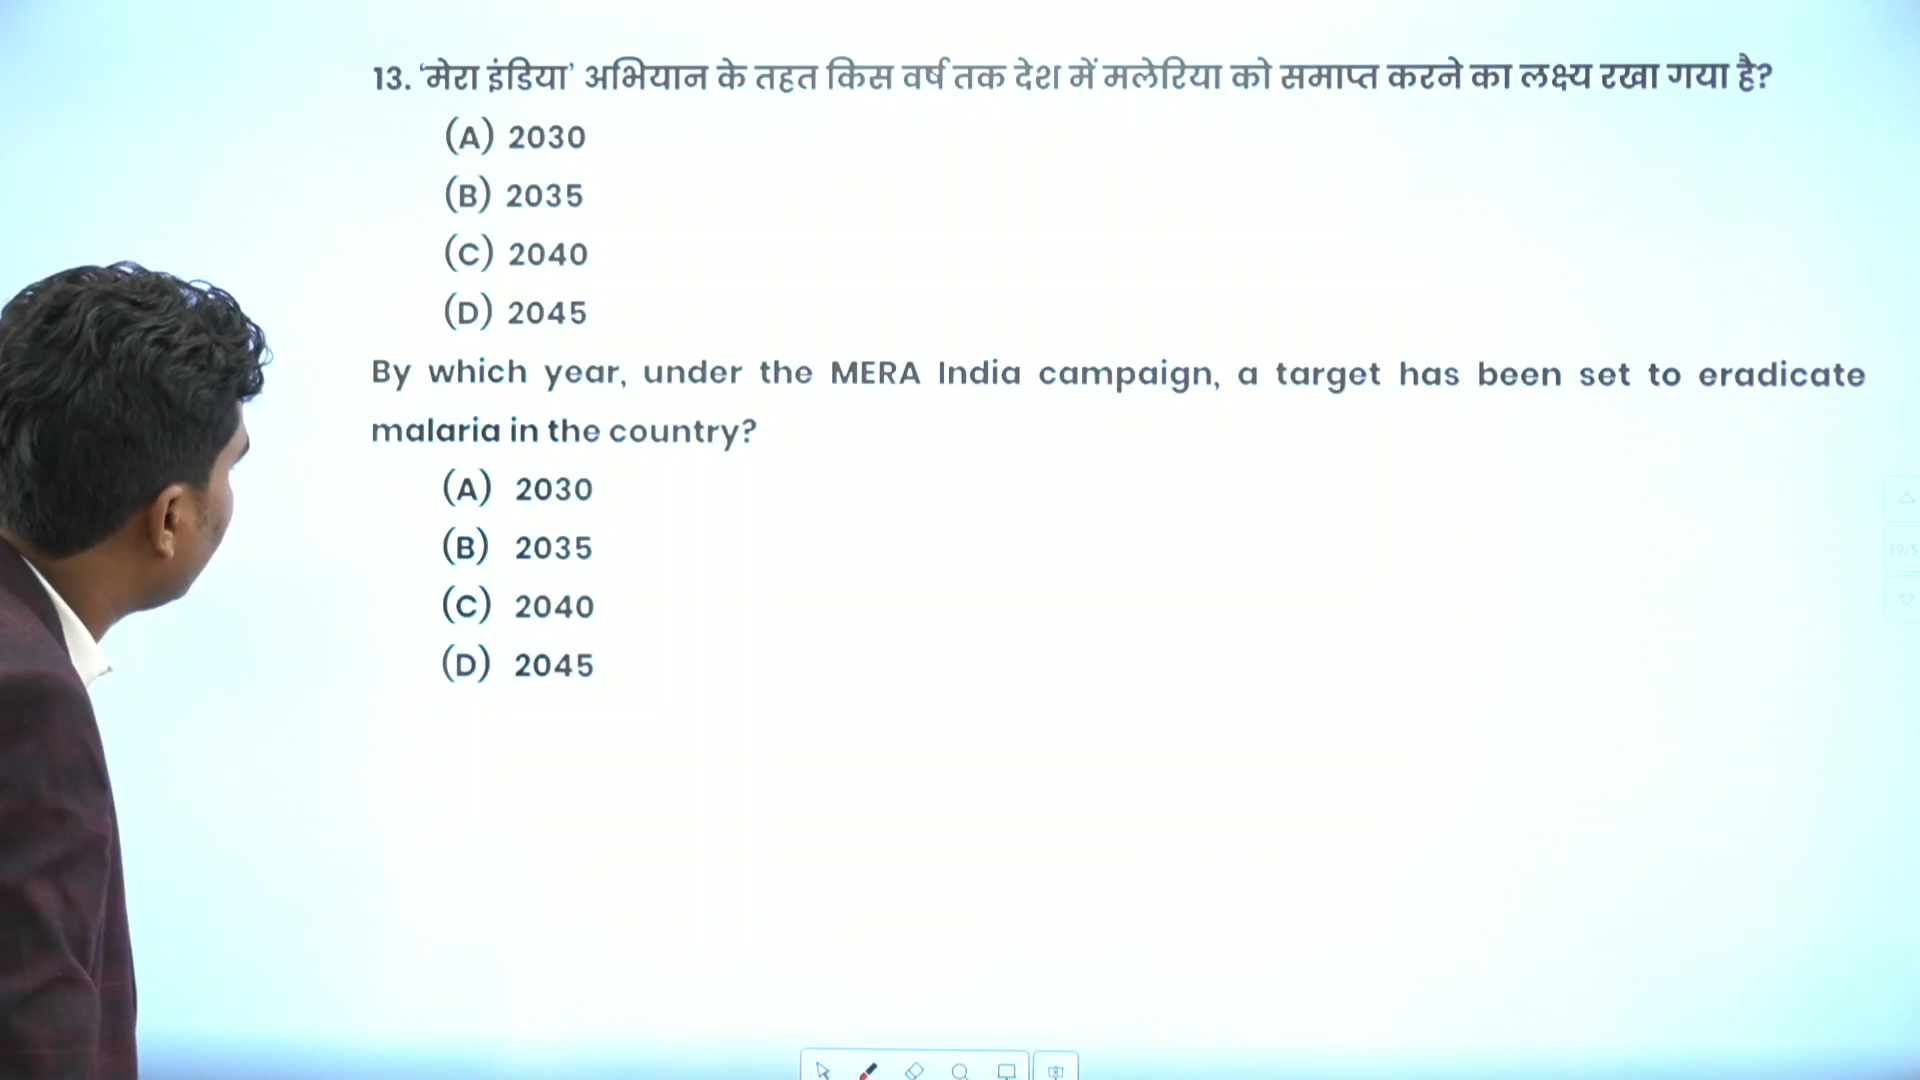 13. ‘मेरा इंडिया’ अभियान के तहत किस वर्ष तक देश में मलेरिया को समाप्त करने का लक्ष्य रखा गया है?
(A) 2030
(B) 2035
(C) 2040
(D) 2045
By which year, under the MERA India campaign, a target has been set to eradicate
malaria in the country?
(A) 2030
(B) 2035
(C) 2040
(D) 2045